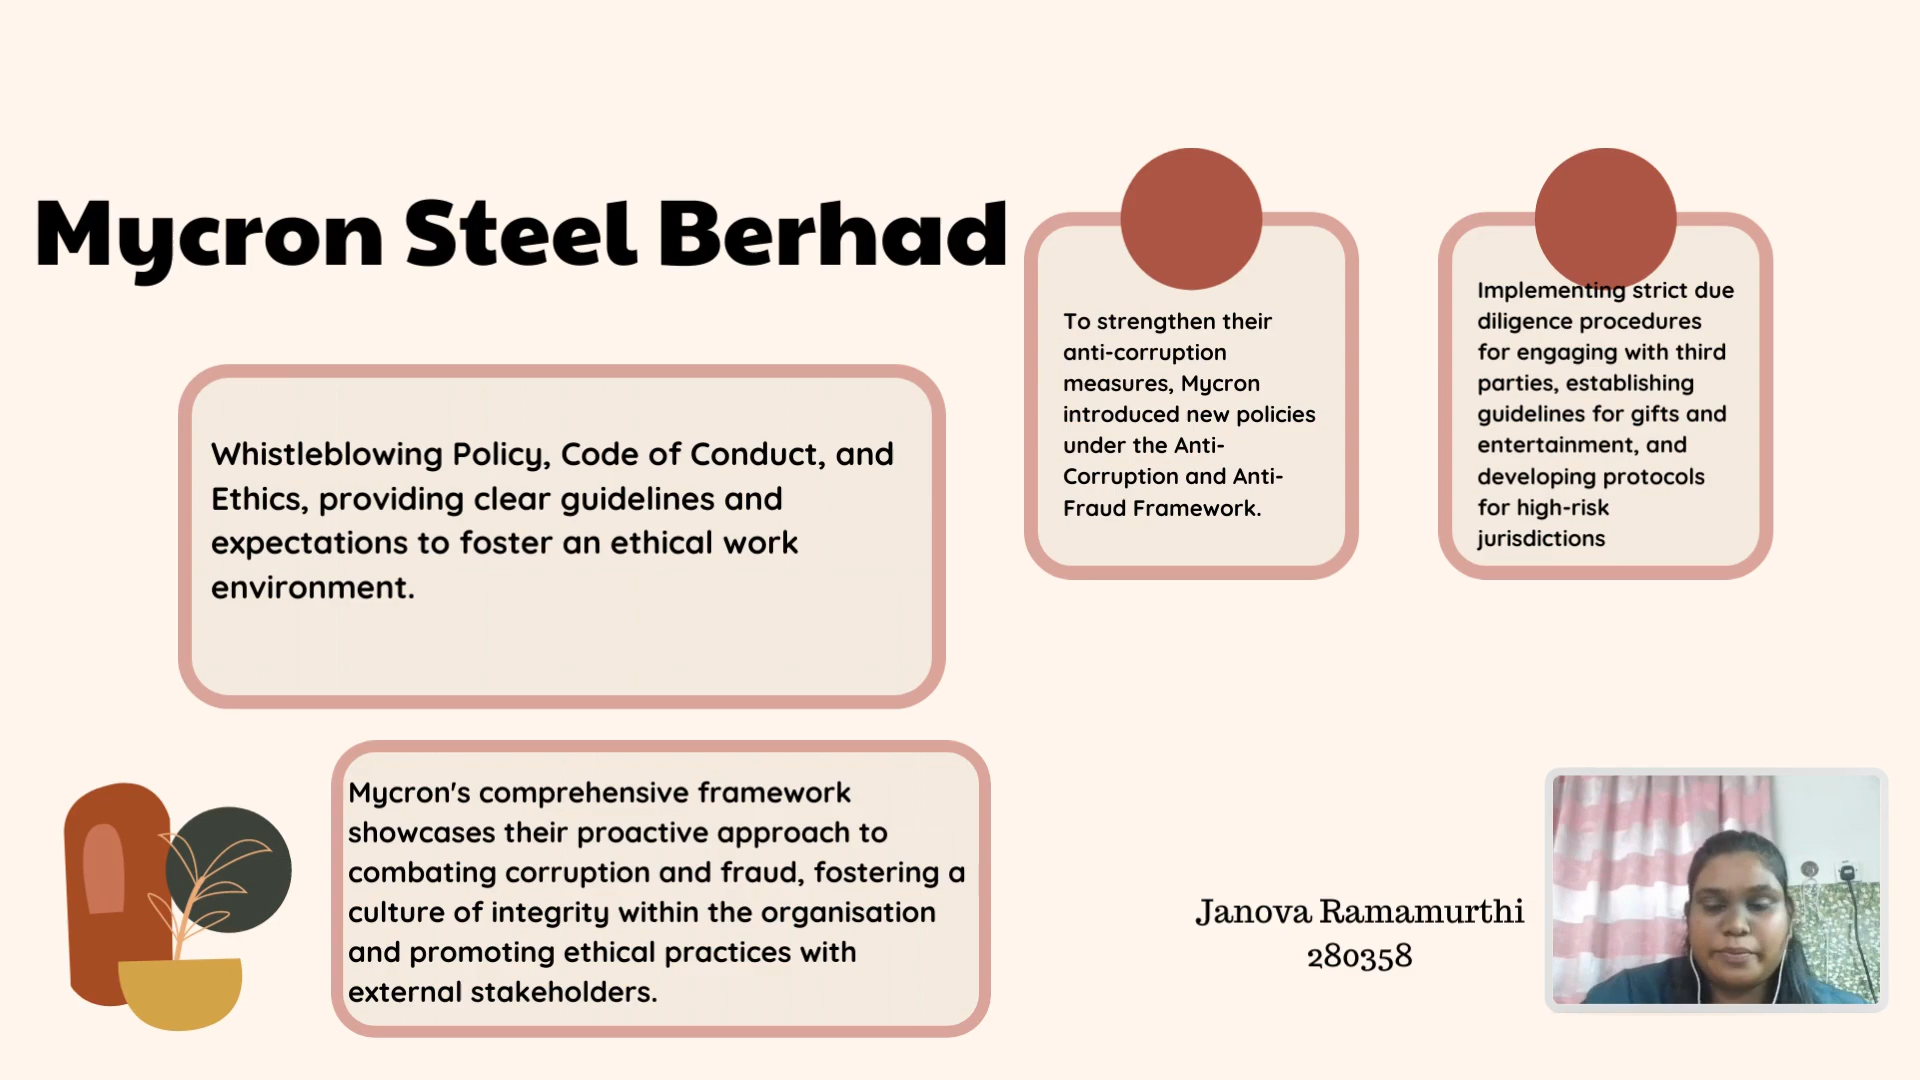 Mycron Steel Berhad
Whistleblowing Policy, Code of Conduct, and
Ethics, providing clear guidelines and
expectations to foster an ethical work
environment.
To strengthen their
anti-corruption
measures, Mycron
introduced new policies
under the Anti-
Corruption and Anti-
Fraud Framework.
Implementing strict due
diligence procedures
for engaging with third
parties, establishing
guidelines for gifts and
entertainment, and
developing protocols
for high-risk
jurisdictions
Mycron's comprehensive framework
showcases their proactive approach to
combating corruption and fraud, fostering a
culture of integrity within the organisation
and promoting ethical practices with
external stakeholders.
Janova Ramamurthi
280358